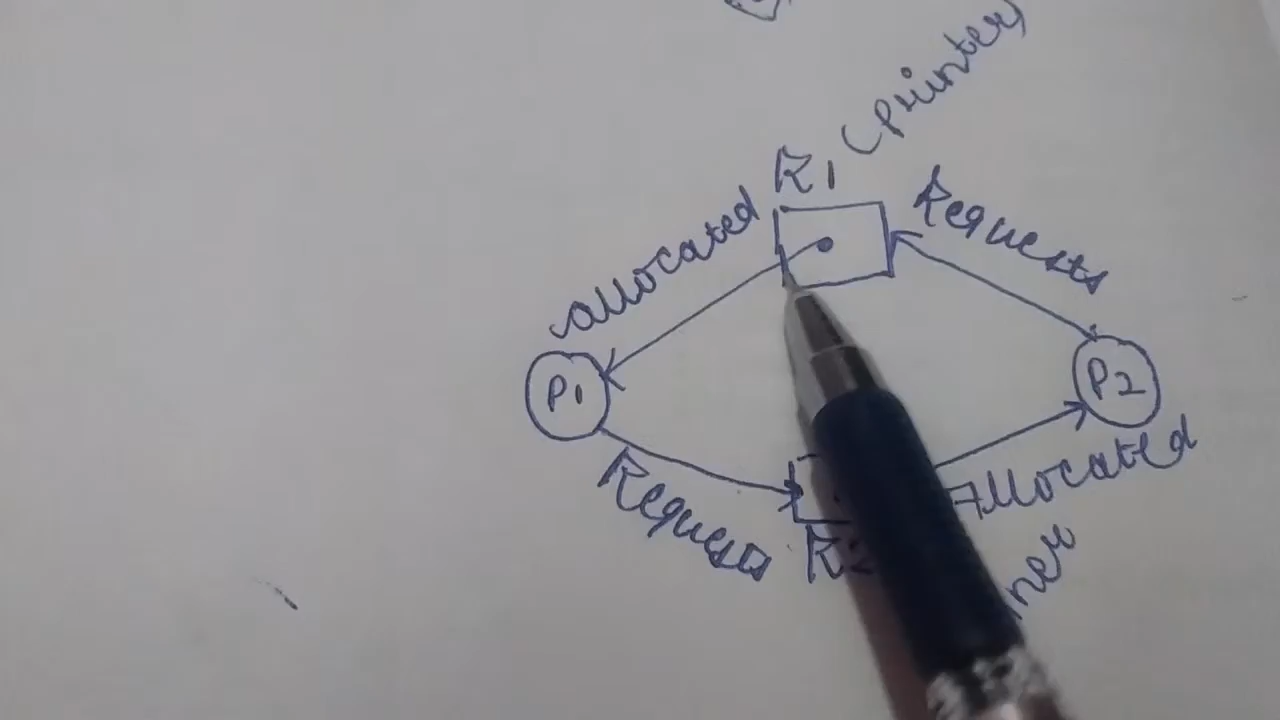 R1 (printer)
allocated
Requests
P1
P2
Requests
Allocated